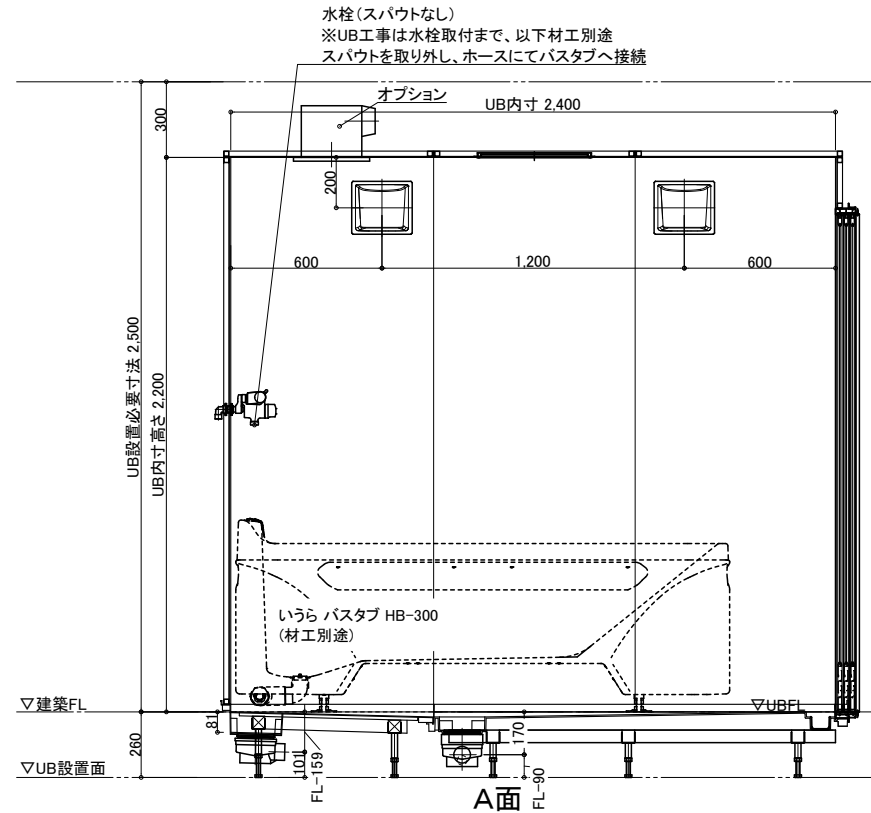 水栓(スパウトなし)
※UB工事は水栓取付まで、以下材工別途
スパウトを取り外し、ホースにてバスタブへ接続
オプション
UB内寸 2,400
300
200
600
1,200
600
UB設置必要寸法 2,500
UB内寸高さ 2,200
いうら バスタブ HB-300
(材工別途)
▽建築FL
▽UBFL
81
260
101
FL-159
170
FL-90
▽UB設置面
A面